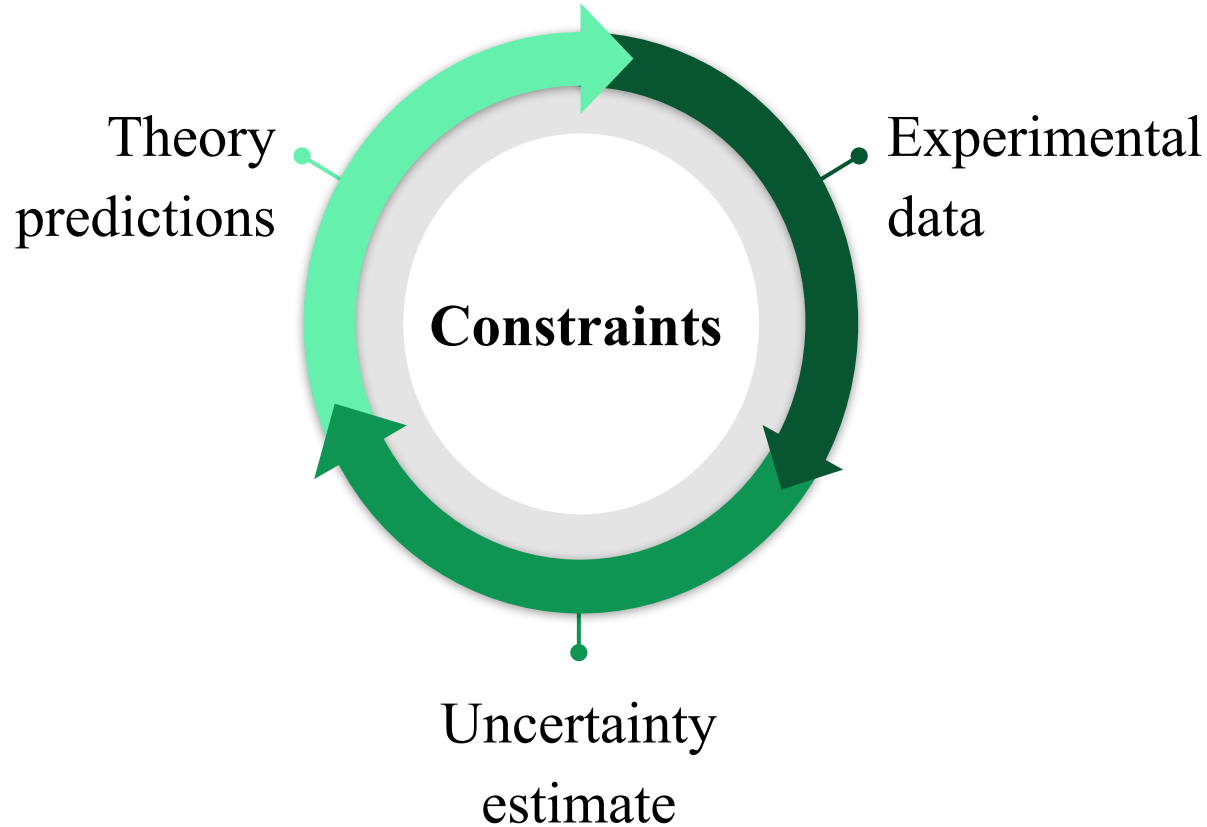 Theory
predictions
Experimental
data
Constraints
Uncertainty
estimate